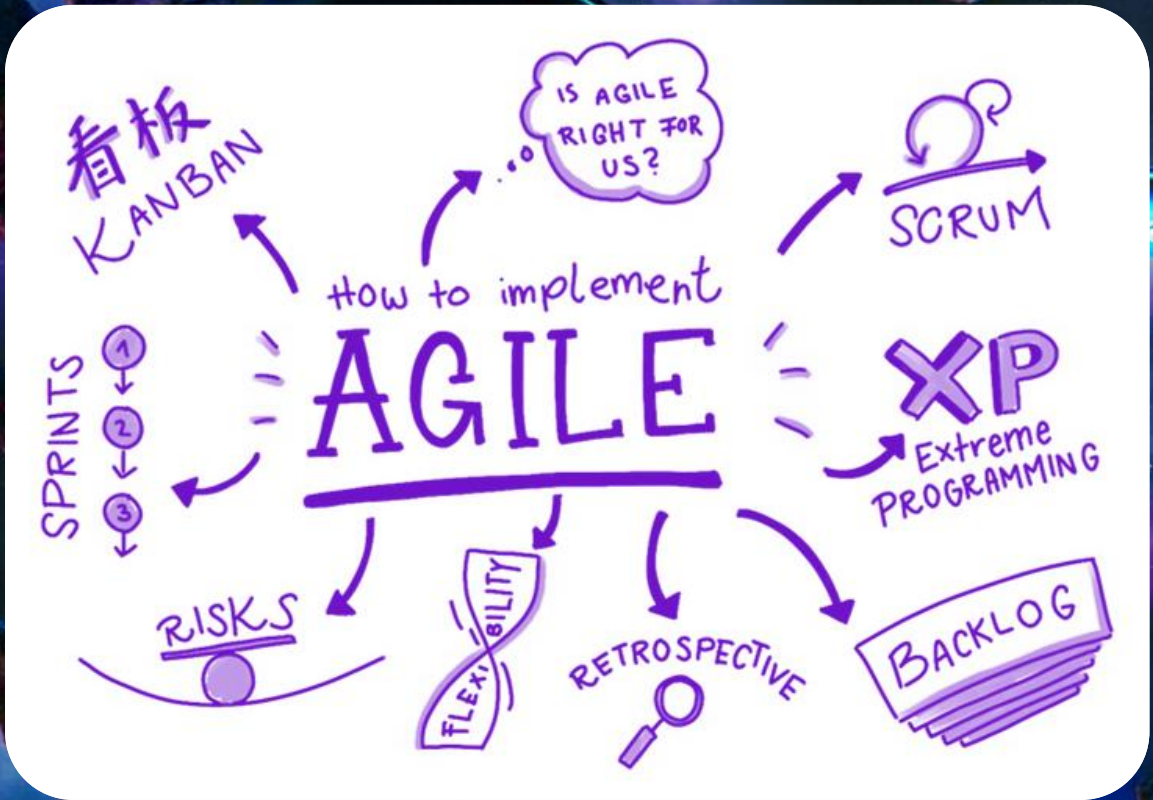 IS AGILE
RIGHT FOR
US?
看板
KANBAN
SCRUM
How to implement
AGILE
SPRINTS
1
2
3
XP
Extreme
PROGRAMMING
RISKS
FLEXI
BILITY
RETROSPECTIVE
BACKLOG